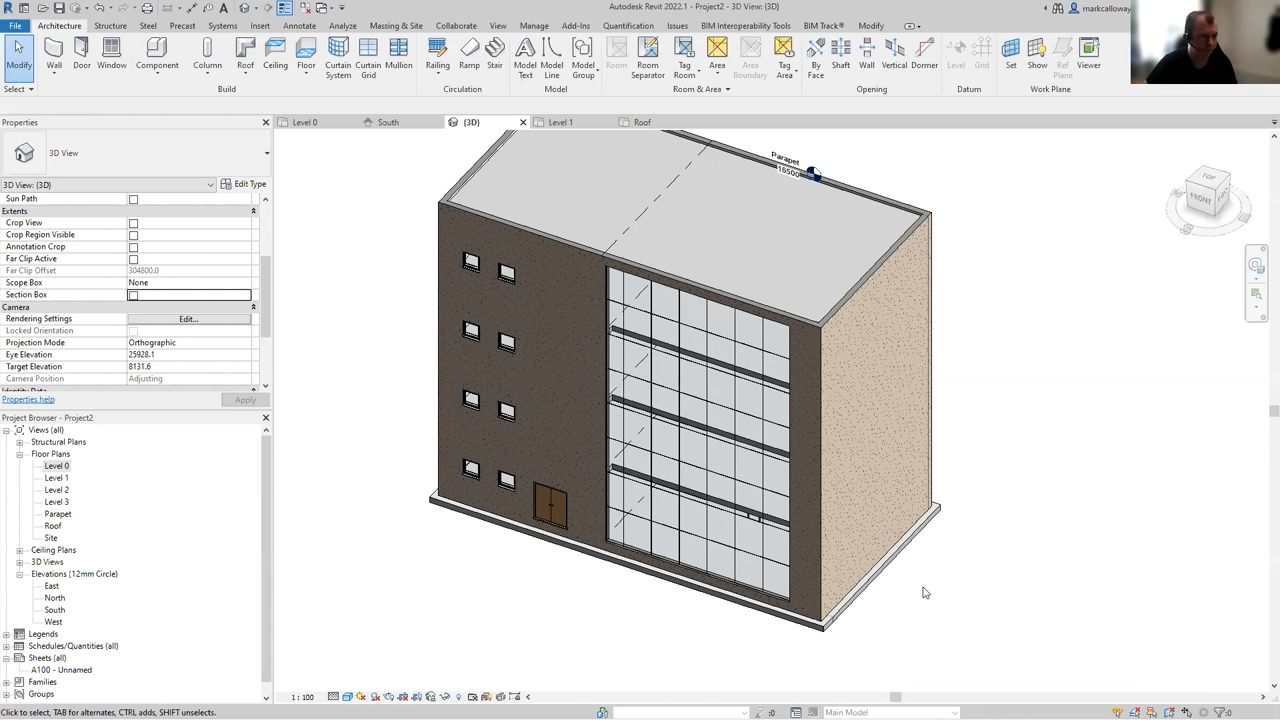 Autodesk Revit 2022.1 - Project2 - 3D View: {3D}
markcalloway
File Architecture Structure Steel Precast Systems Insert Annotate Analyze Massing & Site Collaborate View Manage Add-Ins Quantification Issues BIM Interoperability Tools BIM Track® Modify
Modify Wall Door Window Component Column Roof Ceiling Floor Curtain System Curtain Grid Mullion Railing Ramp Stair Model Text Model Line Model Group Room Room Separator Tag Room Area Area Boundary Tag Area By Face Shaft Wall Vertical Dormer Level Grid Set Show Ref Plane Viewer
Select Build Circulation Model Room & Area Opening Datum Work Plane
Properties
Level 0 South {3D} Level 1 Roof
3D View
3D View: {3D} Edit Type
Sun Path
Extents
Crop View
Crop Region Visible
Annotation Crop
Far Clip Active
Far Clip Offset 304800.0
Scope Box None
Section Box
Camera
Rendering Settings Edit...
Locked Orientation
Projection Mode Orthographic
Eye Elevation 25928.1
Target Elevation 8131.6
Camera Position Adjusting
Identity Data
Properties help Apply
Project Browser - Project2
Views (all)
Structural Plans
Floor Plans
Level 0
Level 1
Level 2
Level 3
Parapet
Roof
Site
Ceiling Plans
3D Views
Elevations (12mm Circle)
East
North
South
West
Legends
Schedules/Quantities (all)
Sheets (all)
A100 - Unnamed
Families
Groups
Parapet
16500
TOP
FRONT
1 : 100
Click to select, TAB for alternates, CTRL adds, SHIFT unselects.
:0 Main Model :0